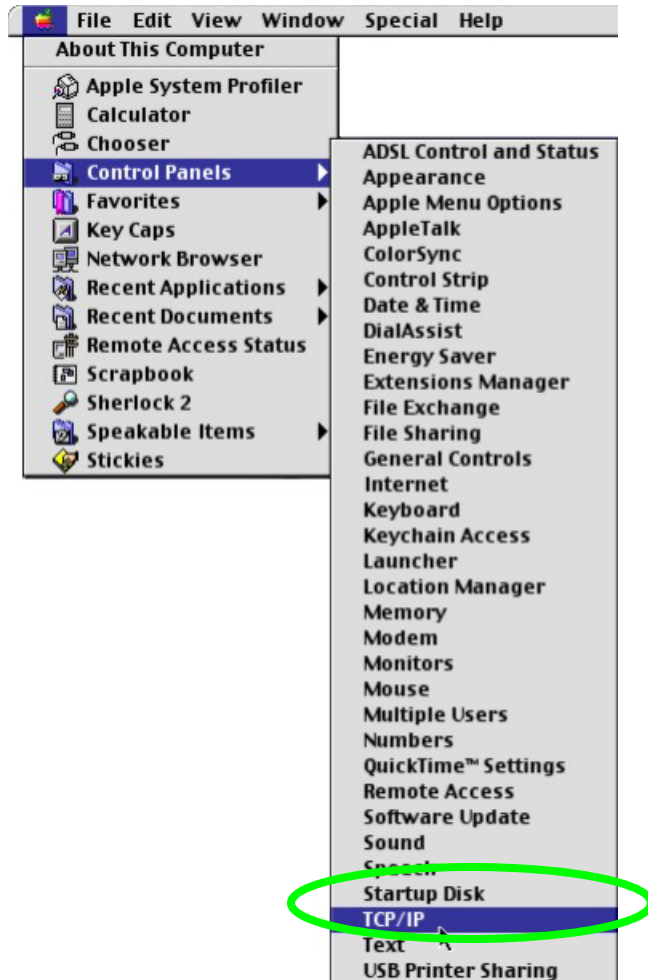 File Edit View Window Special Help
About This Computer
Apple System Profiler
Calculator
Chooser
Control Panels
Favorites
Key Caps
Network Browser
Recent Applications
Recent Documents
Remote Access Status
Scrapbook
Sherlock 2
Speakable Items
Stickies
ADSL Control and Status
Appearance
Apple Menu Options
AppleTalk
ColorSync
Control Strip
Date & Time
DialAssist
Energy Saver
Extensions Manager
File Exchange
File Sharing
General Controls
Internet
Keyboard
Keychain Access
Launcher
Location Manager
Memory
Modem
Monitors
Mouse
Multiple Users
Numbers
QuickTime™ Settings
Remote Access
Software Update
Sound
Speech
Startup Disk
TCP/IP
Text
USB Printer Sharing